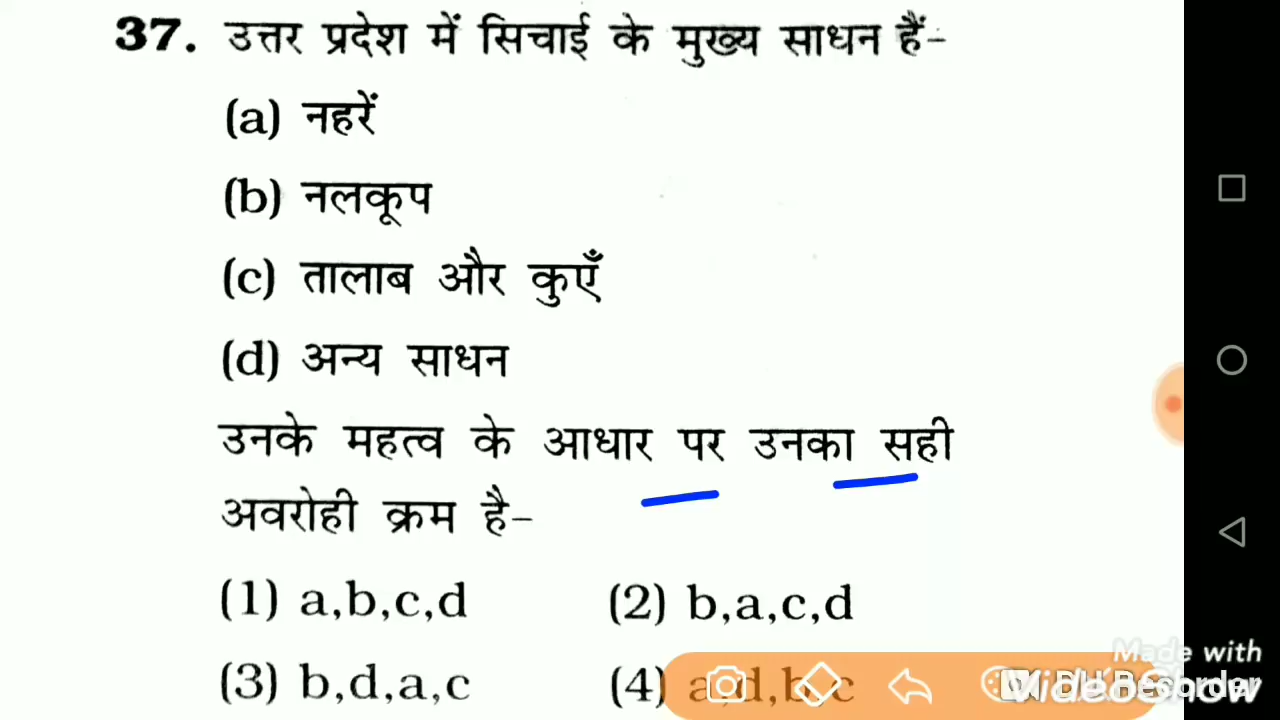 37. उत्तर प्रदेश में सिचाई के मुख्य साधन हैं-
(a) नहरें
(b) नलकूप
(c) तालाब और कुएँ
(d) अन्य साधन
उनके महत्व के आधार पर उनका सही
अवरोही क्रम है-
(1) a,b,c,d (2) b,a,c,d
(3) b,d,a,c (4) a,d,b,c
Made with